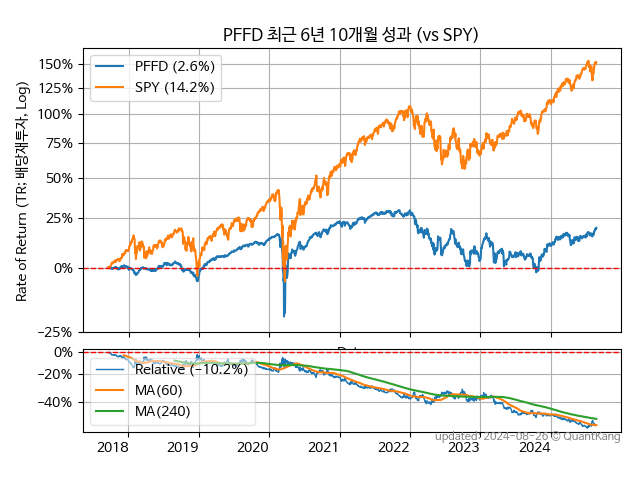 PFFD 최근 6년 10개월 성과 (vs SPY)
Rate of Return (TR; 배당재투자, Log)
150%
125%
100%
75%
50%
25%
0%
−25%
PFFD (2.6%)
SPY (14.2%)
0%
−20%
−40%
Relative (−10.2%)
MA(60)
MA(240)
2018 2019 2020 2021 2022 2023 2024
updated: 2024-08-26 © QuantKang